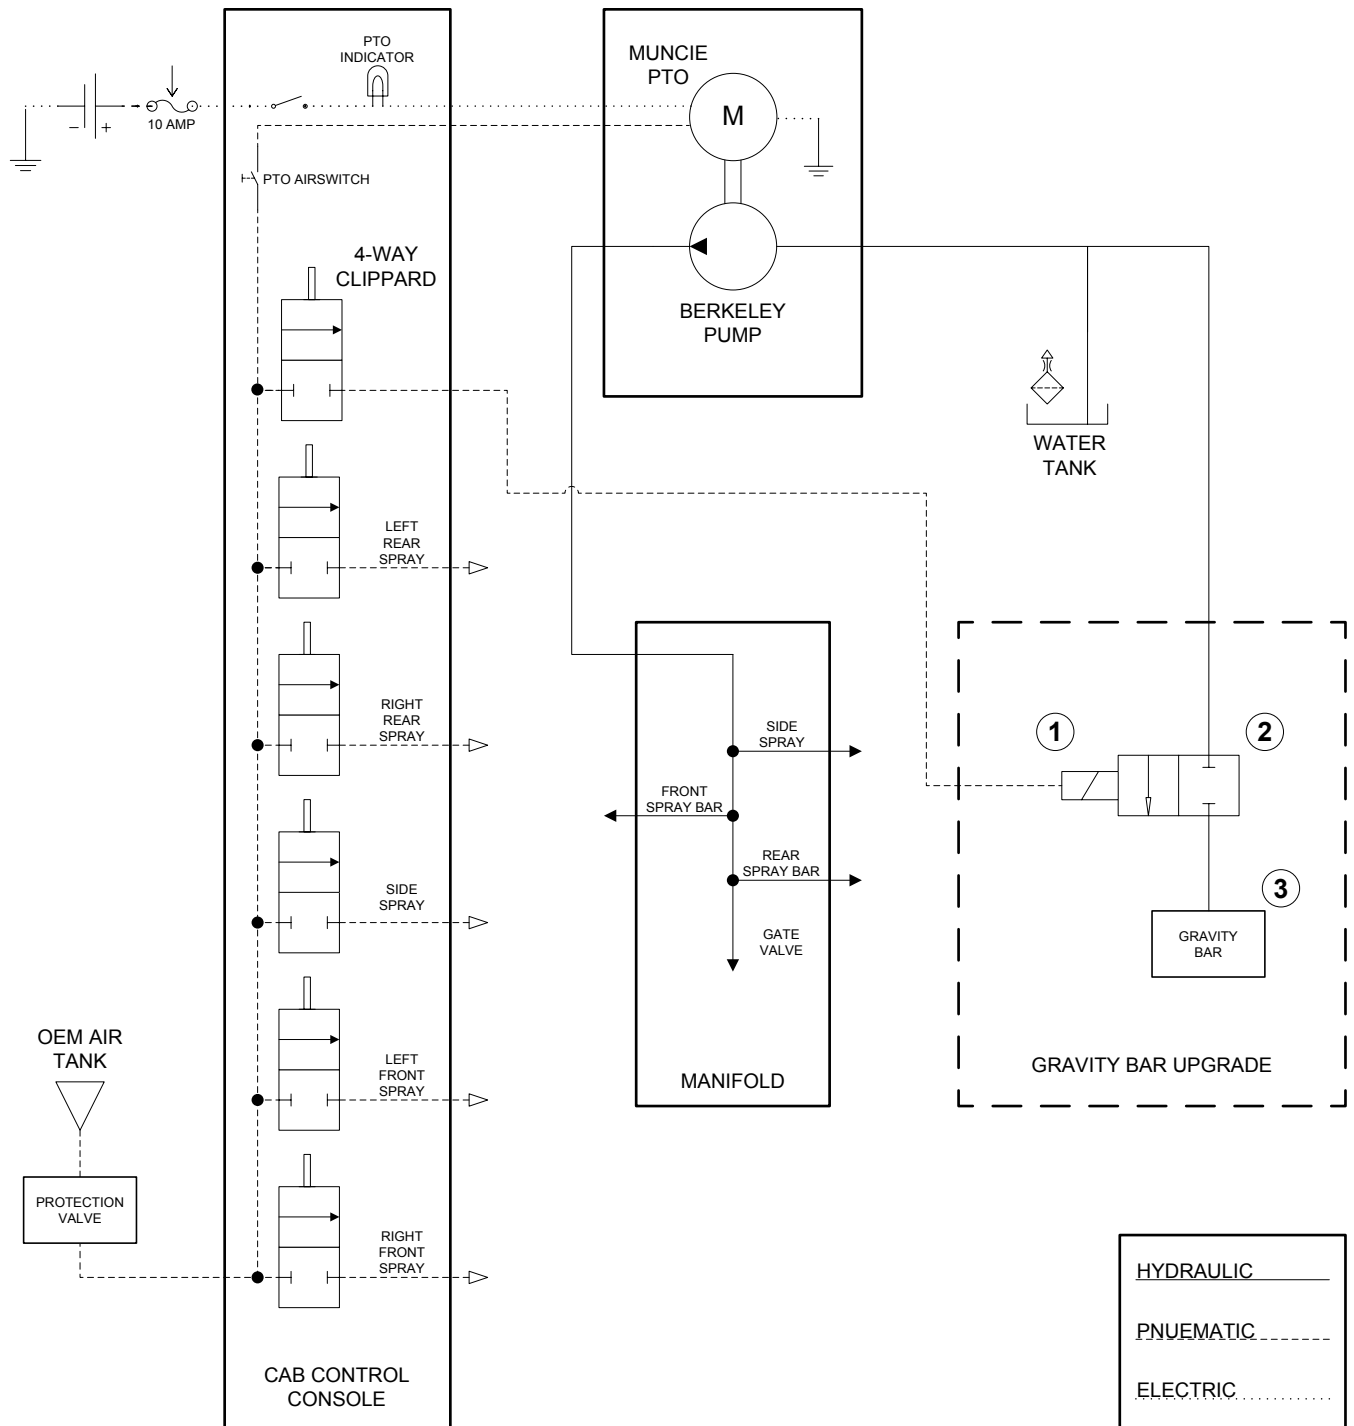 PTO
INDICATOR
10 AMP
- +
PTO AIRSWITCH
4-WAY
CLIPPARD
MUNCIE
PTO
M
BERKELEY
PUMP
WATER
TANK
LEFT
REAR
SPRAY
RIGHT
REAR
SPRAY
SIDE
SPRAY
LEFT
FRONT
SPRAY
RIGHT
FRONT
SPRAY
OEM AIR
TANK
PROTECTION
VALVE
CAB CONTROL
CONSOLE
SIDE
SPRAY
FRONT
SPRAY BAR
REAR
SPRAY BAR
GATE
VALVE
MANIFOLD
1
2
3
GRAVITY
BAR
GRAVITY BAR UPGRADE
HYDRAULIC
PNUEMATIC
ELECTRIC